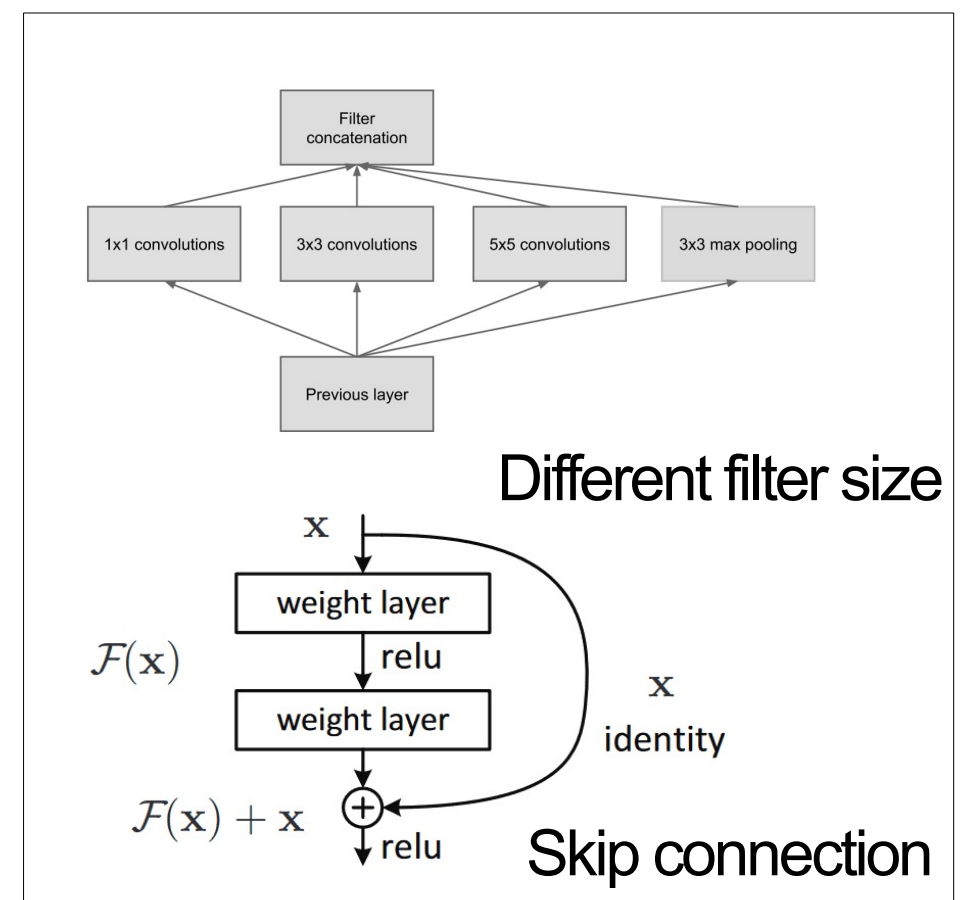 Filter
concatenation
1x1 convolutions
3x3 convolutions
5x5 convolutions
3x3 max pooling
Previous layer
Different filter size
x
weight layer
relu
F(x)
weight layer
x
identity
F(x) + x
relu
Skip connection